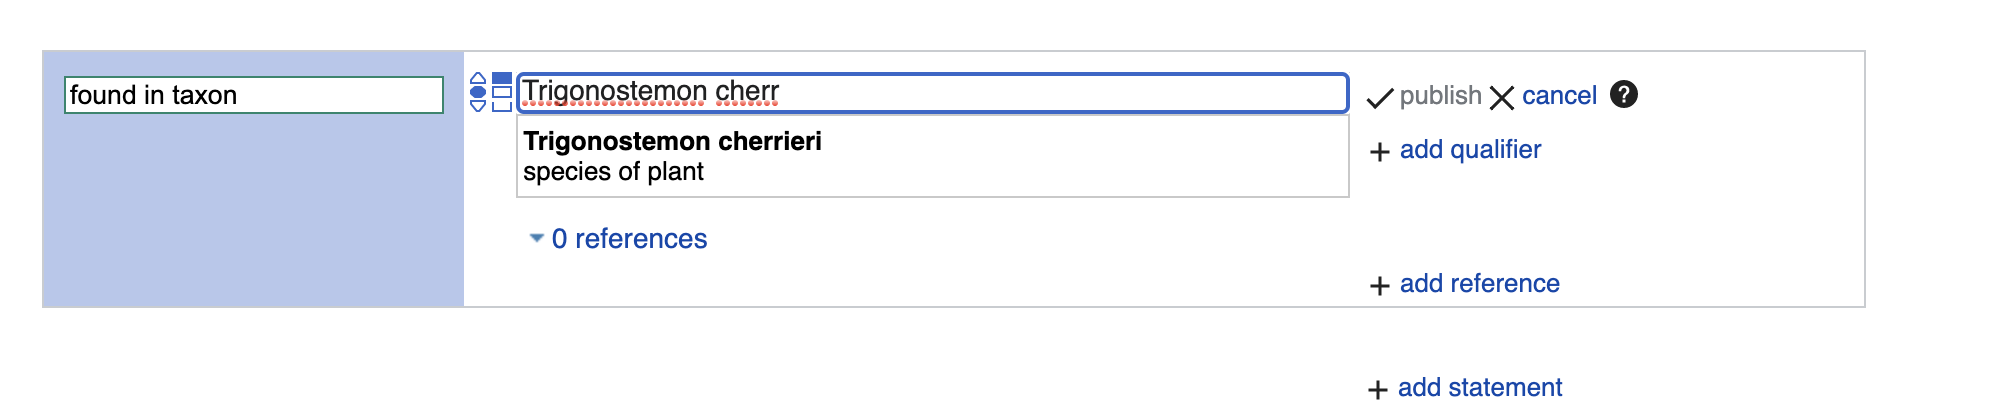 found in taxon
Trigonostemon cherr
publish cancel ?
Trigonostemon cherrieri
species of plant
+ add qualifier
0 references
+ add reference
+ add statement